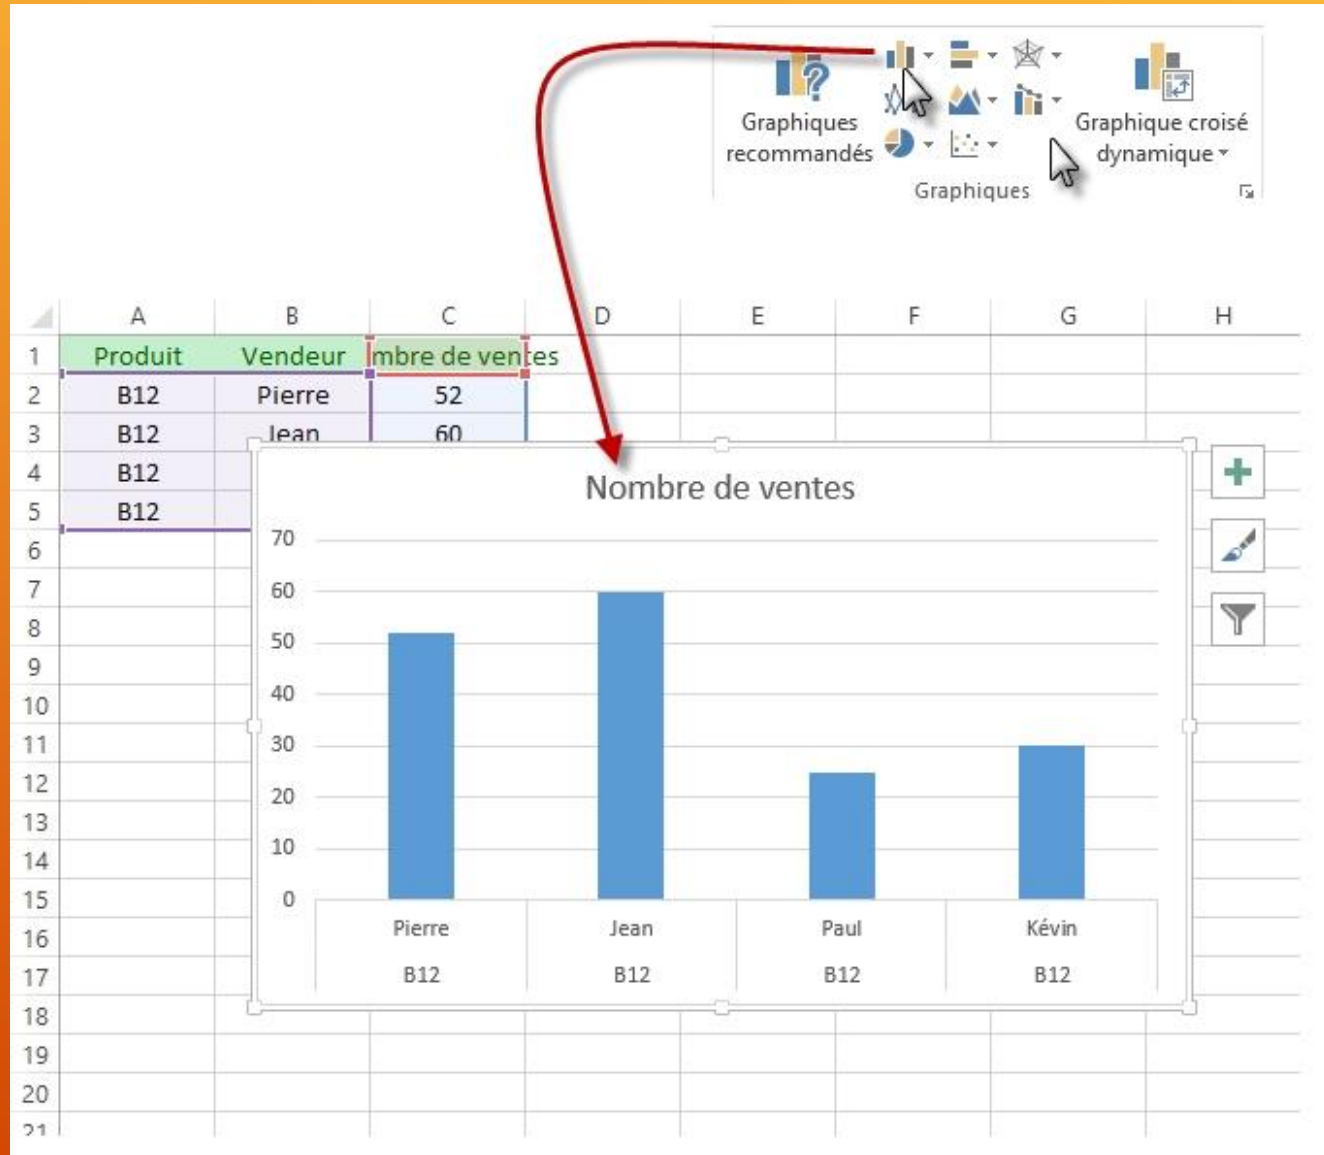 Graphiques
recommandés
Graphique croisé
dynamique
Graphiques
A B C D E F G H
1 Produit Vendeur mbre de ventes
2 B12 Pierre 52
3 B12 Jean 60
4 B12
5 B12
6
7
8
9
10
11
12
13
14
15
16
17
18
19
20
21
Nombre de ventes
70
60
50
40
30
20
10
0
Pierre Jean Paul Kévin
B12 B12 B12 B12